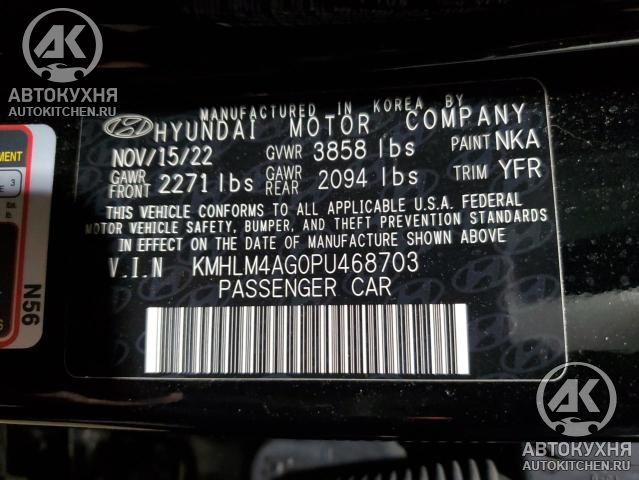 AK
АВТОКУХНЯ
AUTOKITCHEN.RU
MANUFACTURED IN KOREA BY
HYUNDAI MOTOR COMPANY
NOV/15/22 GVWR 3858 lbs PAINT NKA
GAWR FRONT 2271 lbs GAWR REAR 2094 lbs TRIM YFR
THIS VEHICLE CONFORMS TO ALL APPLICABLE U.S.A. FEDERAL
MOTOR VEHICLE SAFETY, BUMPER, AND THEFT PREVENTION STANDARDS
IN EFFECT ON THE DATE OF MANUFACTURE SHOWN ABOVE
V.I.N KMHLM4AG0PU468703
PASSENGER CAR
3
N56
AK
АВТОКУХНЯ
AUTOKITCHEN.RU